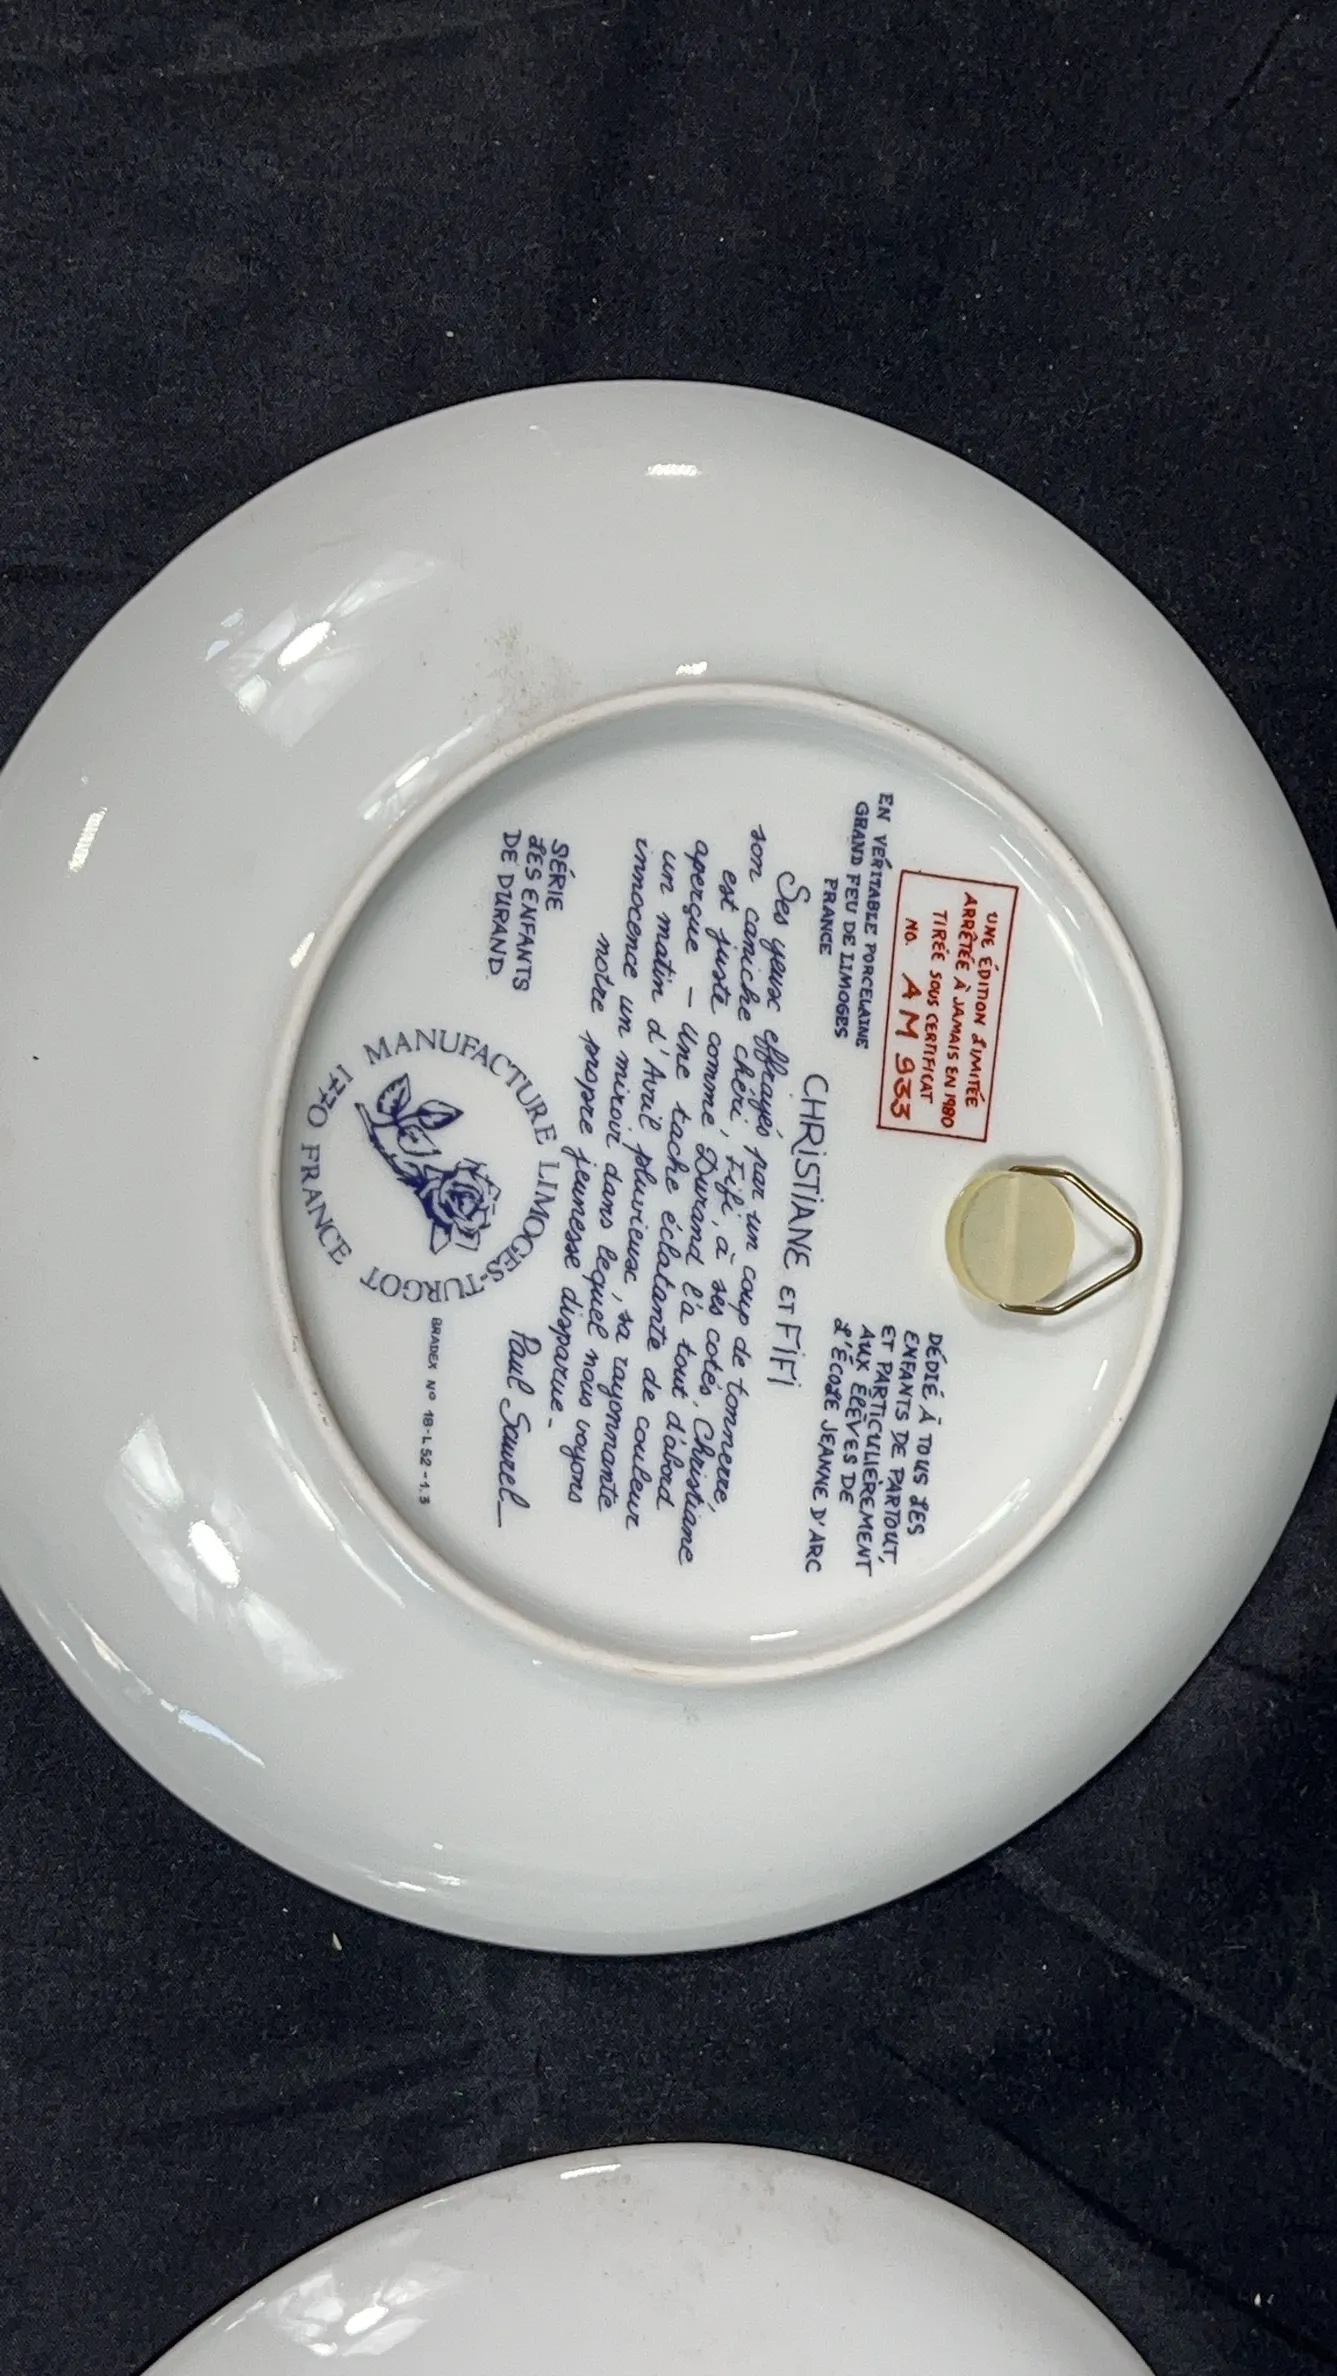 UNE ÉDITION LIMITÉE
ARRÊTÉE À JAMAIS EN 1980
TIRÉE SOUS CERTIFICAT
NO. AM 933
EN VÉRITABLE PORCELAINE
GRAND FEU DE LIMOGES
FRANCE
DÉDIÉ À TOUS LES
ENFANTS DE PARTOUT,
ET PARTICULIÈREMENT
AUX ÉLÈVES DE
L'ÉCOLE JEANNE D'ARC
CHRISTIANE ET FIFI
Ses yeux effrayés par un coup de tonnerre,
son caniche chéri, Fifi, à ses cotés, Christiane
est juste comme Durand l'a tout d'abord
aperçue - Une tache éclatante de couleur
un matin d'Avril pluvieux, sa rayonnante
innocence un miroir dans lequel nous voyons
notre propre jeunesse disparue.
SÉRIE
LES ENFANTS
DE DURAND
Paul Saurel
MANUFACTURE LIMOGES-TURGOT
1771 O FRANCE
BRADEX Nº 18-L52-1.3